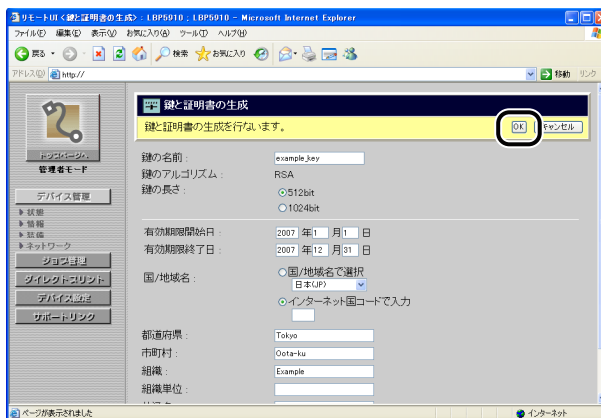 リモートUI <鍵と証明書の生成> : LBP5910 ; LBP5910 - Microsoft Internet Explorer
ファイル(F) 編集(E) 表示(V) お気に入り(A) ツール(T) ヘルプ(H)
戻る 検索 お気に入り
アドレス(D) http:// 移動 リンク
鍵と証明書の生成
鍵と証明書の生成を行ないます。 OK キャンセル
トップページへ
管理者モード
デバイス管理
状態
情報
装備
ネットワーク
ジョブ管理
ダイレクトプリント
デバイス設定
サポートリンク
鍵の名前 : example_key
鍵のアルゴリズム : RSA
鍵の長さ : 512bit
1024bit
有効期限開始日 : 2007 年 1 月 1 日
有効期限終了日 : 2007 年 12 月 31 日
国/地域名 : 国/地域名で選択
日本(JP)
インターネット国コードで入力
都道府県 : Tokyo
市町村 : Oota-ku
組織 : Example
組織単位 :
ページが表示されました インターネット